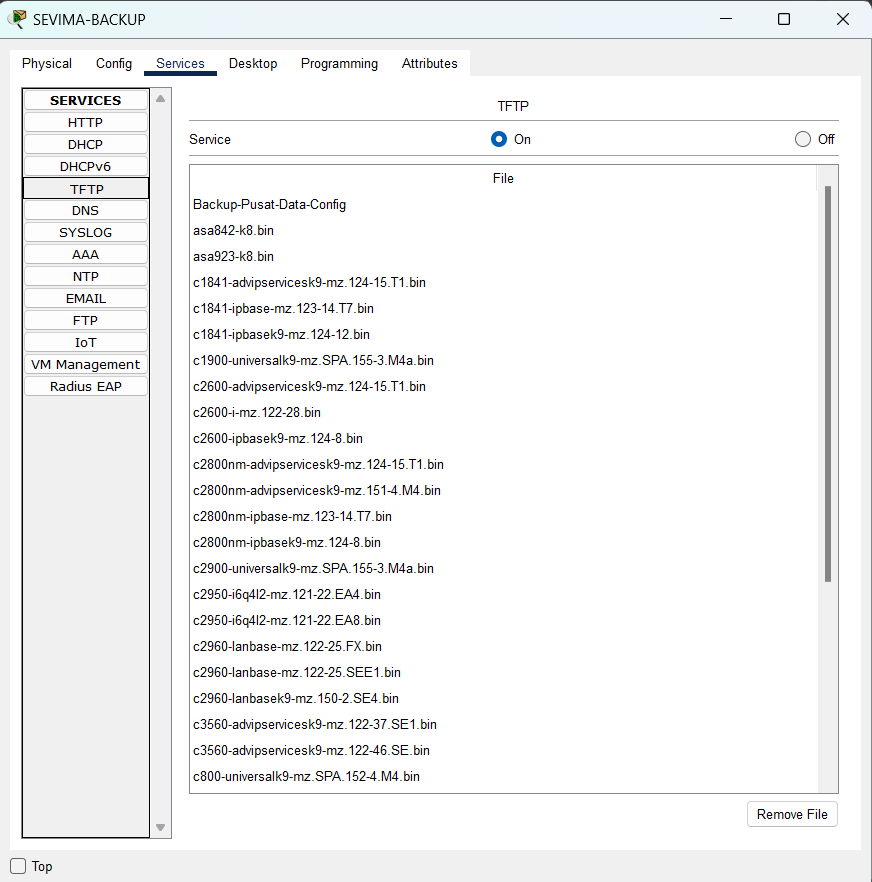 SEVIMA-BACKUP
Physical Config Services Desktop Programming Attributes
SERVICES
HTTP
DHCP
DHCPv6
TFTP
DNS
SYSLOG
AAA
NTP
EMAIL
FTP
IoT
VM Management
Radius EAP
TFTP
Service On Off
File
Backup-Pusat-Data-Config
asa842-k8.bin
asa923-k8.bin
c1841-advipservicesk9-mz.124-15.T1.bin
c1841-ipbase-mz.123-14.T7.bin
c1841-ipbasek9-mz.124-12.bin
c1900-universalk9-mz.SPA.155-3.M4a.bin
c2600-advipservicesk9-mz.124-15.T1.bin
c2600-i-mz.122-28.bin
c2600-ipbasek9-mz.124-8.bin
c2800nm-advipservicesk9-mz.124-15.T1.bin
c2800nm-advipservicesk9-mz.151-4.M4.bin
c2800nm-ipbase-mz.123-14.T7.bin
c2800nm-ipbasek9-mz.124-8.bin
c2900-universalk9-mz.SPA.155-3.M4a.bin
c2950-i6q4l2-mz.121-22.EA4.bin
c2950-i6q4l2-mz.121-22.EA8.bin
c2960-lanbase-mz.122-25.FX.bin
c2960-lanbase-mz.122-25.SEE1.bin
c2960-lanbasek9-mz.150-2.SE4.bin
c3560-advipservicesk9-mz.122-37.SE1.bin
c3560-advipservicesk9-mz.122-46.SE.bin
c800-universalk9-mz.SPA.152-4.M4.bin
Remove File
Top